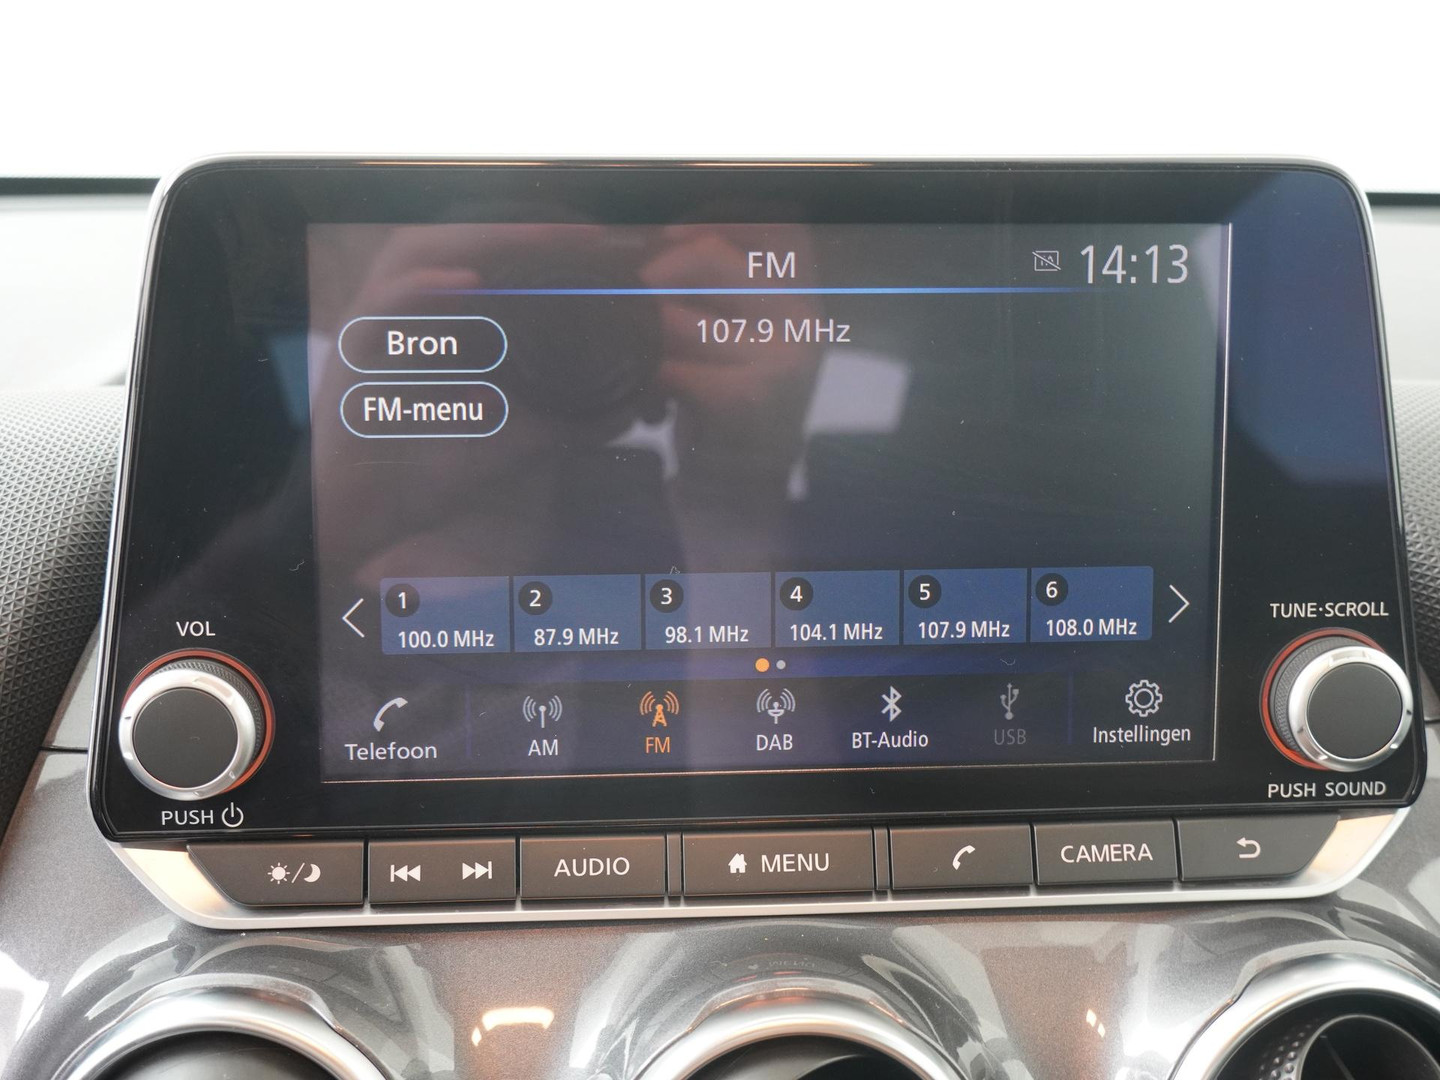 FM
TA
14:13
Bron
107.9 MHz
FM-menu
1
100.0 MHz
2
87.9 MHz
3
98.1 MHz
4
104.1 MHz
5
107.9 MHz
6
108.0 MHz
Telefoon
AM
FM
DAB
BT-Audio
USB
Instellingen
VOL
PUSH
TUNE·SCROLL
PUSH SOUND
AUDIO
MENU
CAMERA